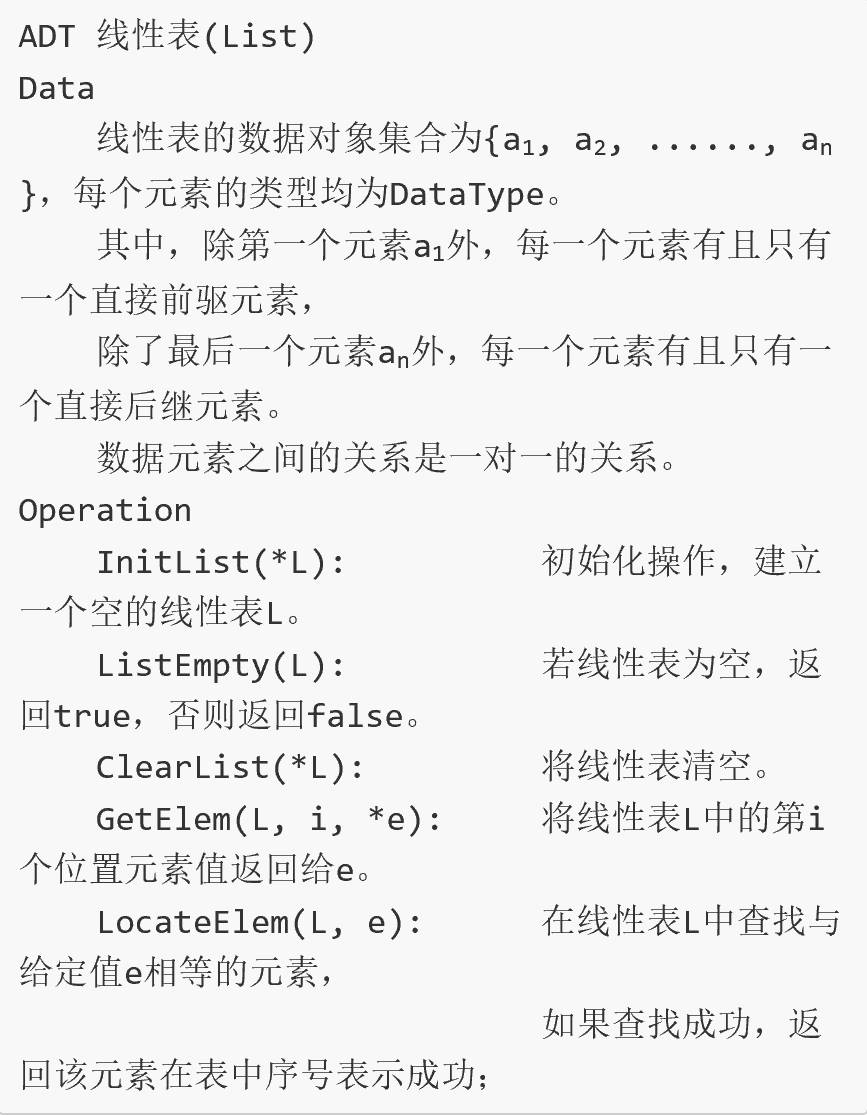 ADT 线性表(List)
Data
线性表的数据对象集合为{a₁, a₂, ......, aₙ
}，每个元素的类型均为DataType。
其中，除第一个元素a₁外，每一个元素有且只有
一个直接前驱元素，
除了最后一个元素aₙ外，每一个元素有且只有一
个直接后继元素。
数据元素之间的关系是一对一的关系。
Operation
InitList(*L): 初始化操作，建立
一个空的线性表L。
ListEmpty(L): 若线性表为空，返
回true，否则返回false。
ClearList(*L): 将线性表清空。
GetElem(L, i, *e): 将线性表L中的第i
个位置元素值返回给e。
LocateElem(L, e): 在线性表L中查找与
给定值e相等的元素，
如果查找成功，返
回该元素在表中序号表示成功；